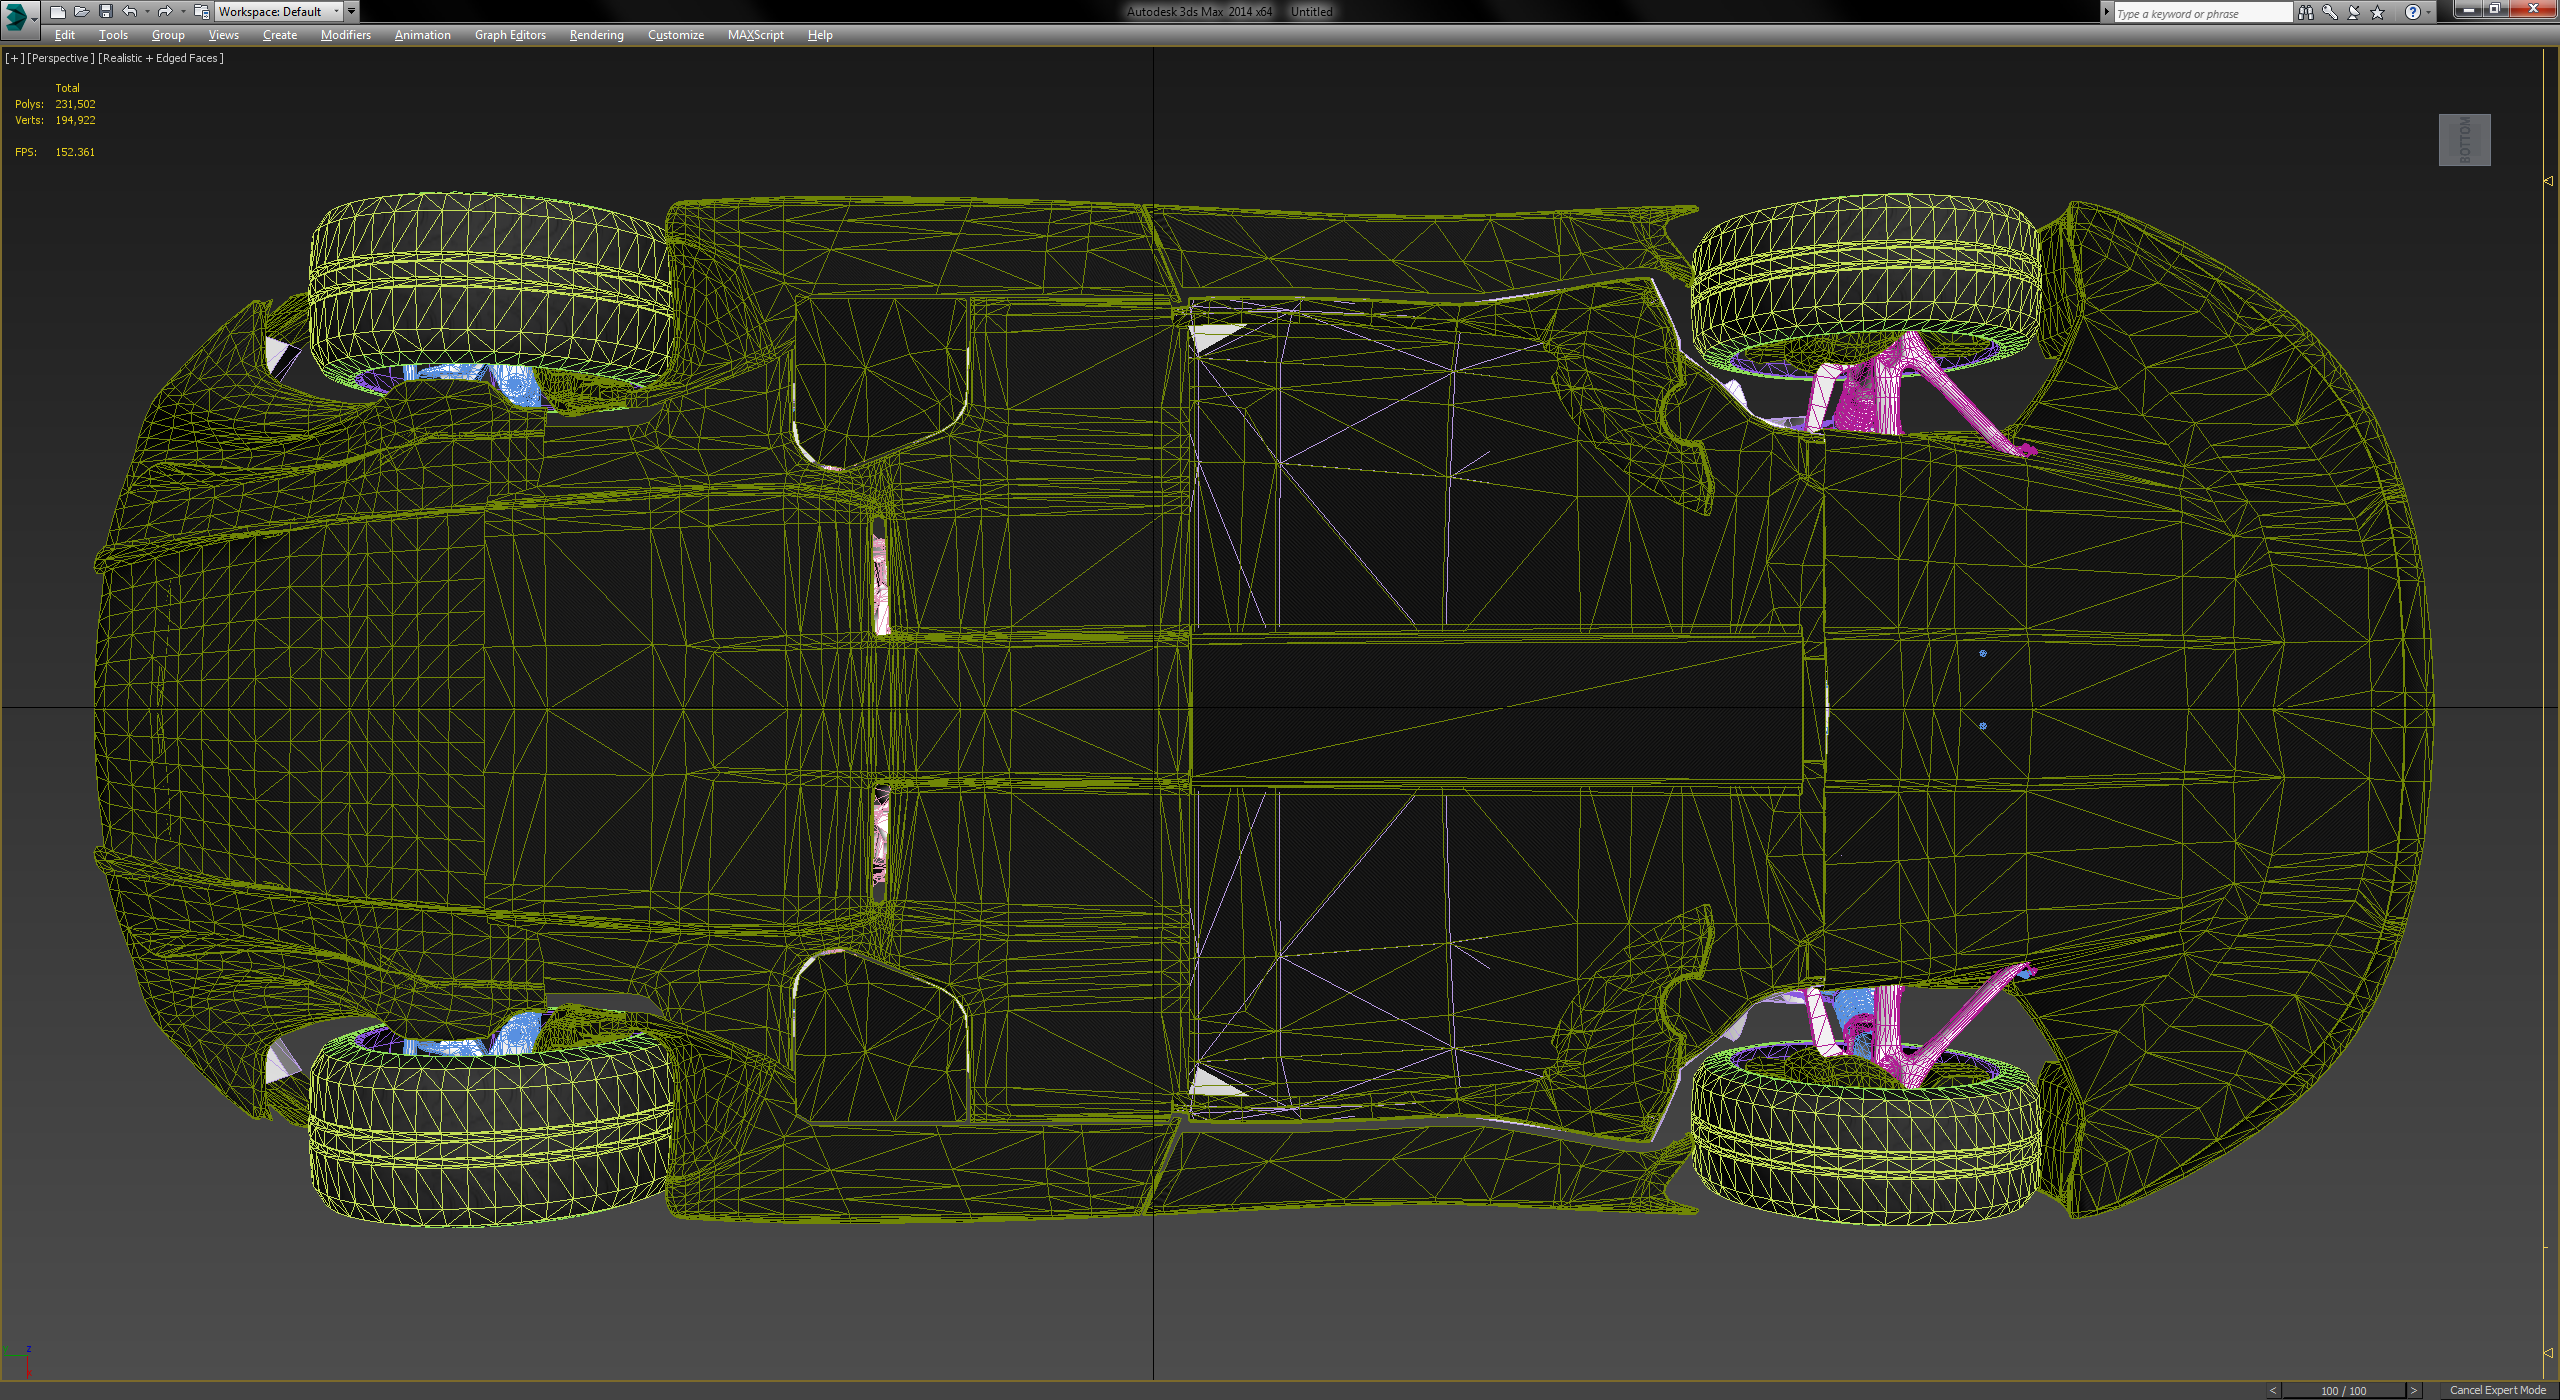 Workspace: Default
Autodesk 3ds Max 2014 x64 Untitled
Type a keyword or phrase
Edit Tools Group Views Create Modifiers Animation Graph Editors Rendering Customize MAXScript Help
[+] [Perspective ] [Realistic + Edged Faces ]
Total
Polys: 231,502
Verts: 194,922
FPS: 152.361
BOTTOM
z
x
< 100 / 100 > Cancel Expert Mode